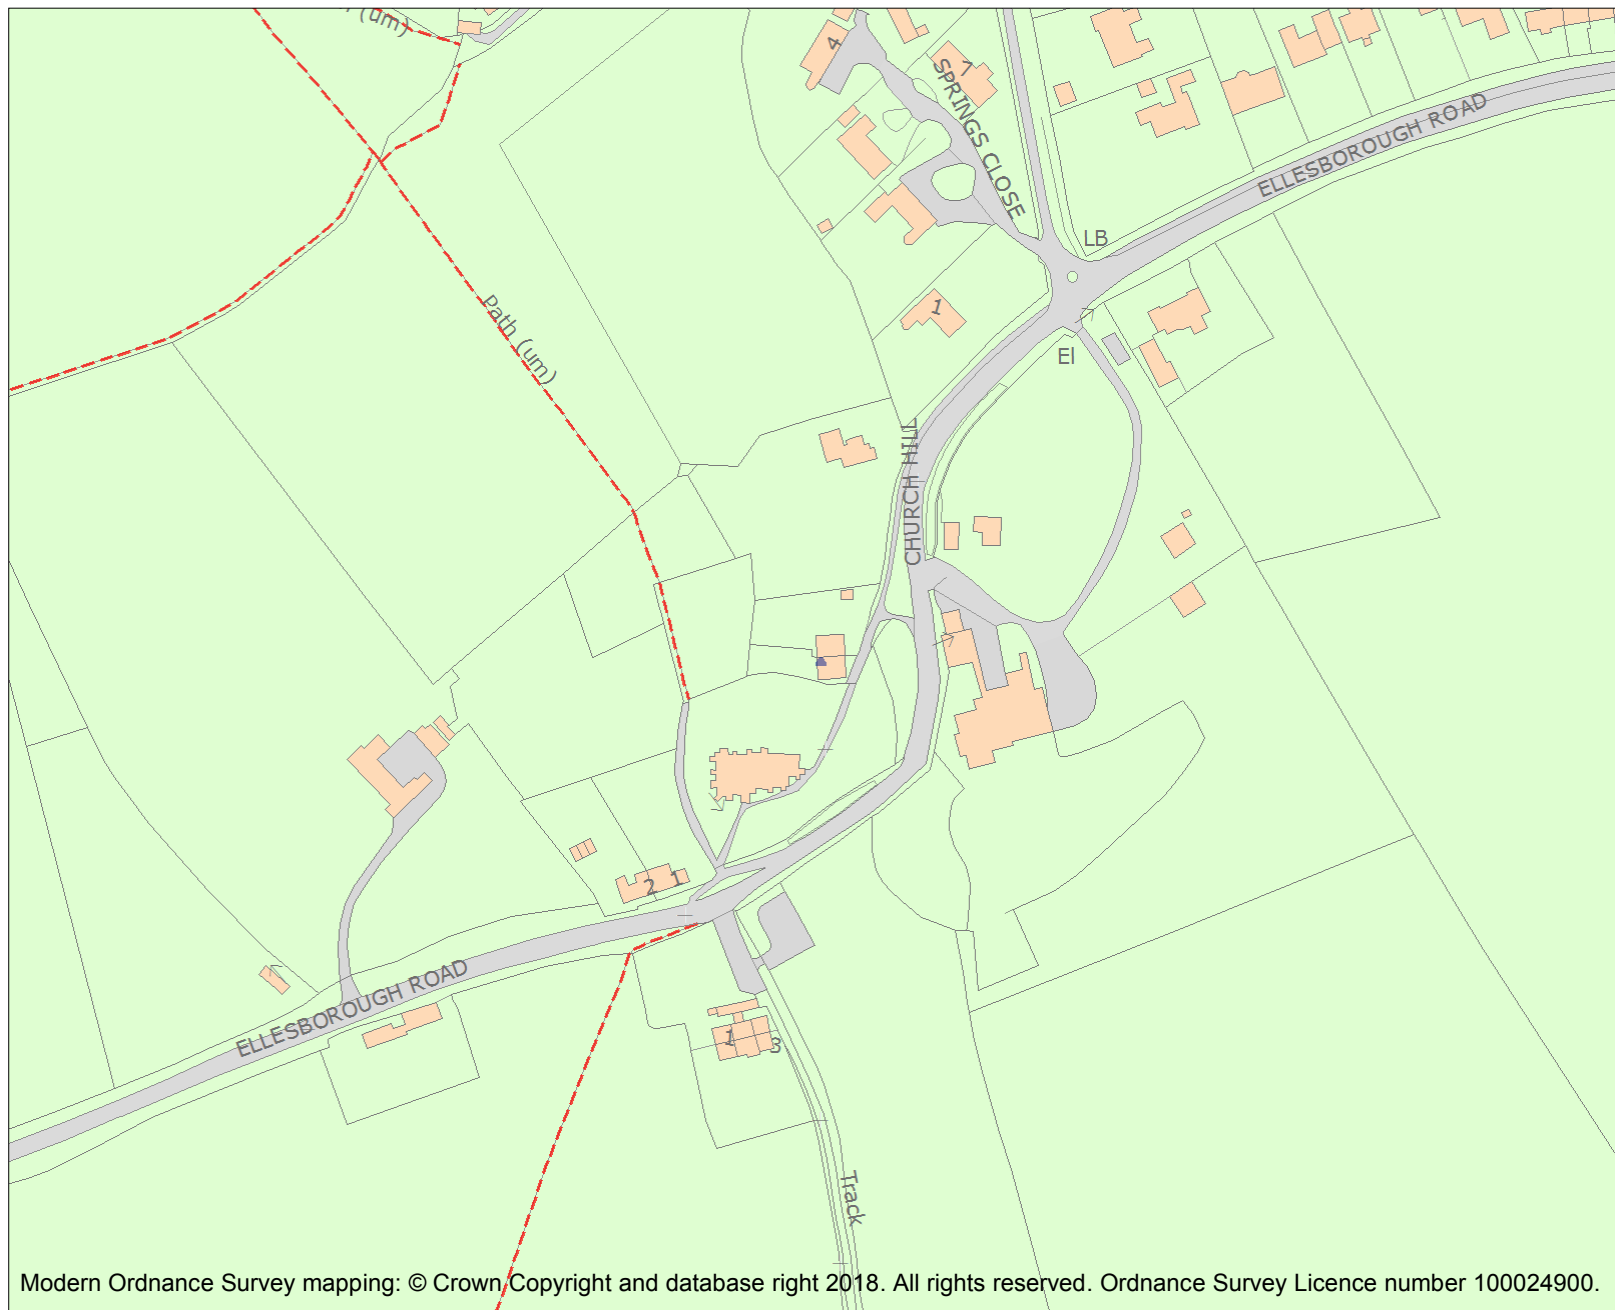 (um)
4
7
SPRINGS CLOSE
ELLESBOROUGH ROAD
LB
1
Path (um)
El
CHURCH HILL
2 1
ELLESBOROUGH ROAD
1
3
Track
Modern Ordnance Survey mapping: © Crown Copyright and database right 2018. All rights reserved. Ordnance Survey Licence number 100024900.